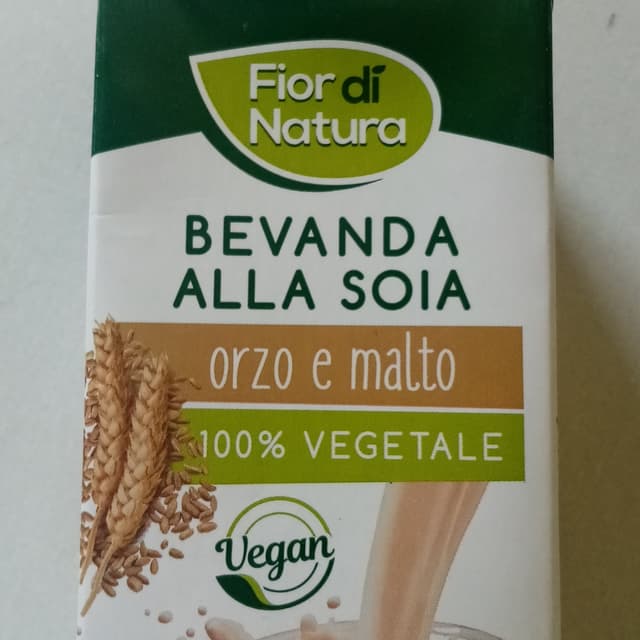 Fior di
Natura
BEVANDA
ALLA SOIA
orzo e malto
100% VEGETALE
Vegan